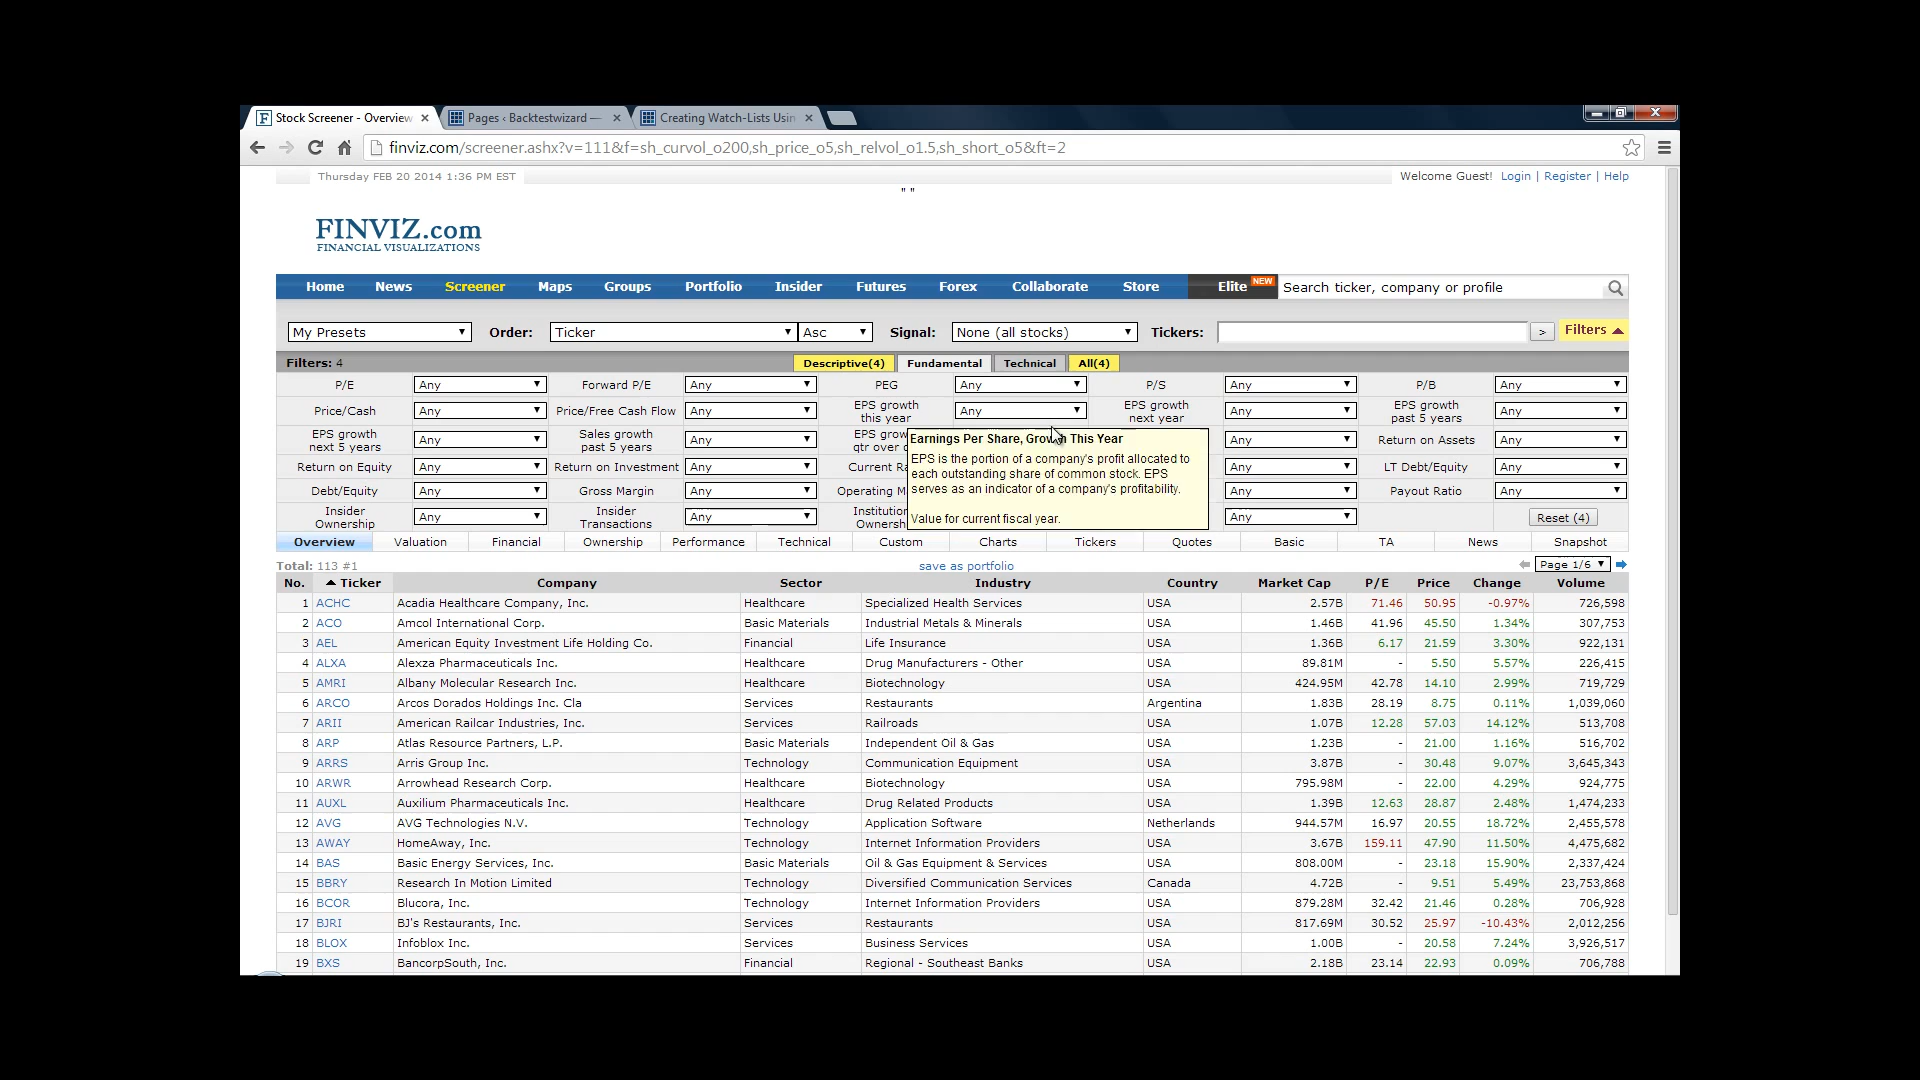 Stock Screener - Overview
Pages ‹ Backtestwizard —
Creating Watch-Lists Usin
finviz.com/screener.ashx?v=111&f=sh_curvol_o200,sh_price_o5,sh_relvol_o1.5,sh_short_o5&ft=2
Thursday FEB 20 2014 1:36 PM EST
Welcome Guest! Login | Register | Help
" "
FINVIZ.com
FINANCIAL VISUALIZATIONS
Home News Screener Maps Groups Portfolio Insider Futures Forex Collaborate Store Elite NEW Search ticker, company or profile
My Presets Order: Ticker Asc Signal: None (all stocks) Tickers: > Filters
Filters: 4 Descriptive(4) Fundamental Technical All(4)
P/E Any Forward P/E Any PEG Any P/S Any P/B Any
Price/Cash Any Price/Free Cash Flow Any EPS growth this year Any EPS growth next year Any EPS growth past 5 years Any
EPS growth next 5 years Any Sales growth past 5 years Any EPS grow qtr over Any Return on Assets Any
Return on Equity Any Return on Investment Any Current Ra Any LT Debt/Equity Any
Debt/Equity Any Gross Margin Any Operating M Any Payout Ratio Any
Insider Ownership Any Insider Transactions Any Institution Ownersh Any Reset (4)
Earnings Per Share, Growth This Year
EPS is the portion of a company's profit allocated to
each outstanding share of common stock. EPS
serves as an indicator of a company's profitability.
Value for current fiscal year.
Overview Valuation Financial Ownership Performance Technical Custom Charts Tickers Quotes Basic TA News Snapshot
Total: 113 #1 save as portfolio Page 1/6
No. Ticker Company Sector Industry Country Market Cap P/E Price Change Volume
1 ACHC Acadia Healthcare Company, Inc. Healthcare Specialized Health Services USA 2.57B 71.46 50.95 -0.97% 726,598
2 ACO Amcol International Corp. Basic Materials Industrial Metals & Minerals USA 1.46B 41.96 45.50 1.34% 307,753
3 AEL American Equity Investment Life Holding Co. Financial Life Insurance USA 1.36B 6.17 21.59 3.30% 922,131
4 ALXA Alexza Pharmaceuticals Inc. Healthcare Drug Manufacturers - Other USA 89.81M - 5.50 5.57% 226,415
5 AMRI Albany Molecular Research Inc. Healthcare Biotechnology USA 424.95M 42.78 14.10 2.99% 719,729
6 ARCO Arcos Dorados Holdings Inc. Cla Services Restaurants Argentina 1.83B 28.19 8.75 0.11% 1,039,060
7 ARII American Railcar Industries, Inc. Services Railroads USA 1.07B 12.28 57.03 14.12% 513,708
8 ARP Atlas Resource Partners, L.P. Basic Materials Independent Oil & Gas USA 1.23B - 21.00 1.16% 516,702
9 ARRS Arris Group Inc. Technology Communication Equipment USA 3.87B - 30.48 9.07% 3,645,343
10 ARWR Arrowhead Research Corp. Healthcare Biotechnology USA 795.98M - 22.00 4.29% 924,775
11 AUXL Auxilium Pharmaceuticals Inc. Healthcare Drug Related Products USA 1.39B 12.63 28.87 2.48% 1,474,233
12 AVG AVG Technologies N.V. Technology Application Software Netherlands 944.57M 16.97 20.55 18.72% 2,455,578
13 AWAY HomeAway, Inc. Technology Internet Information Providers USA 3.67B 159.11 47.90 11.50% 4,475,682
14 BAS Basic Energy Services, Inc. Basic Materials Oil & Gas Equipment & Services USA 808.00M - 23.18 15.90% 2,337,424
15 BBRY Research In Motion Limited Technology Diversified Communication Services Canada 4.72B - 9.51 5.49% 23,753,868
16 BCOR Blucora, Inc. Technology Internet Information Providers USA 879.28M 32.42 21.46 0.28% 706,928
17 BJRI BJ's Restaurants, Inc. Services Restaurants USA 817.69M 30.52 25.97 -10.43% 2,012,256
18 BLOX Infoblox Inc. Services Business Services USA 1.00B - 20.58 7.24% 3,926,517
19 BXS BancorpSouth, Inc. Financial Regional - Southeast Banks USA 2.18B 23.14 22.93 0.09% 706,788